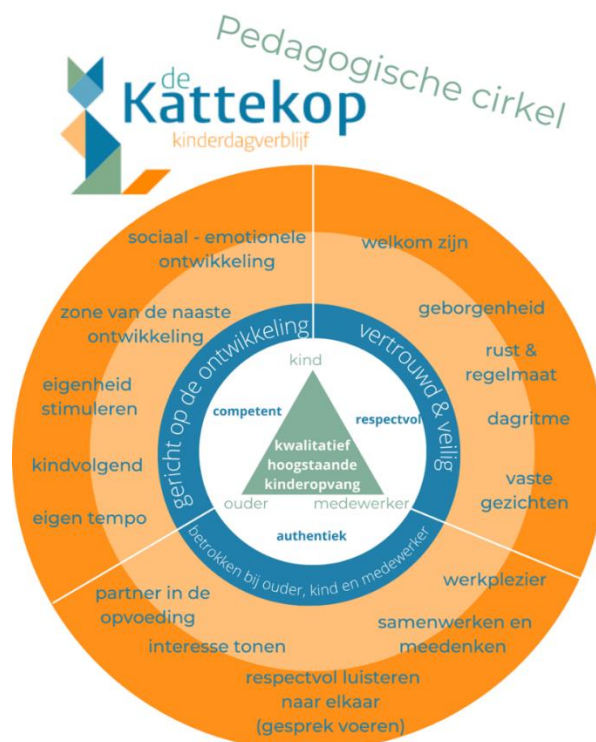 Pedagogische cirkel
de
Kattekop
kinderdagverblijf
sociaal - emotionele
ontwikkeling
zone van de naaste
ontwikkeling
eigenheid
stimuleren
kindvolgend
eigen tempo
welkom zijn
geborgenheid
rust &
regelmaat
dagritme
vaste
gezichten
gericht op de ontwikkeling
vertrouwd & veilig
betrokken bij ouder, kind en medewerker
kind
competent
respectvol
kwalitatief
hoogstaande
kinderopvang
ouder
medewerker
authentiek
partner in de
opvoeding
interesse tonen
respectvol luisteren
naar elkaar
(gesprek voeren)
samenwerken en
meedenken
werkplezier